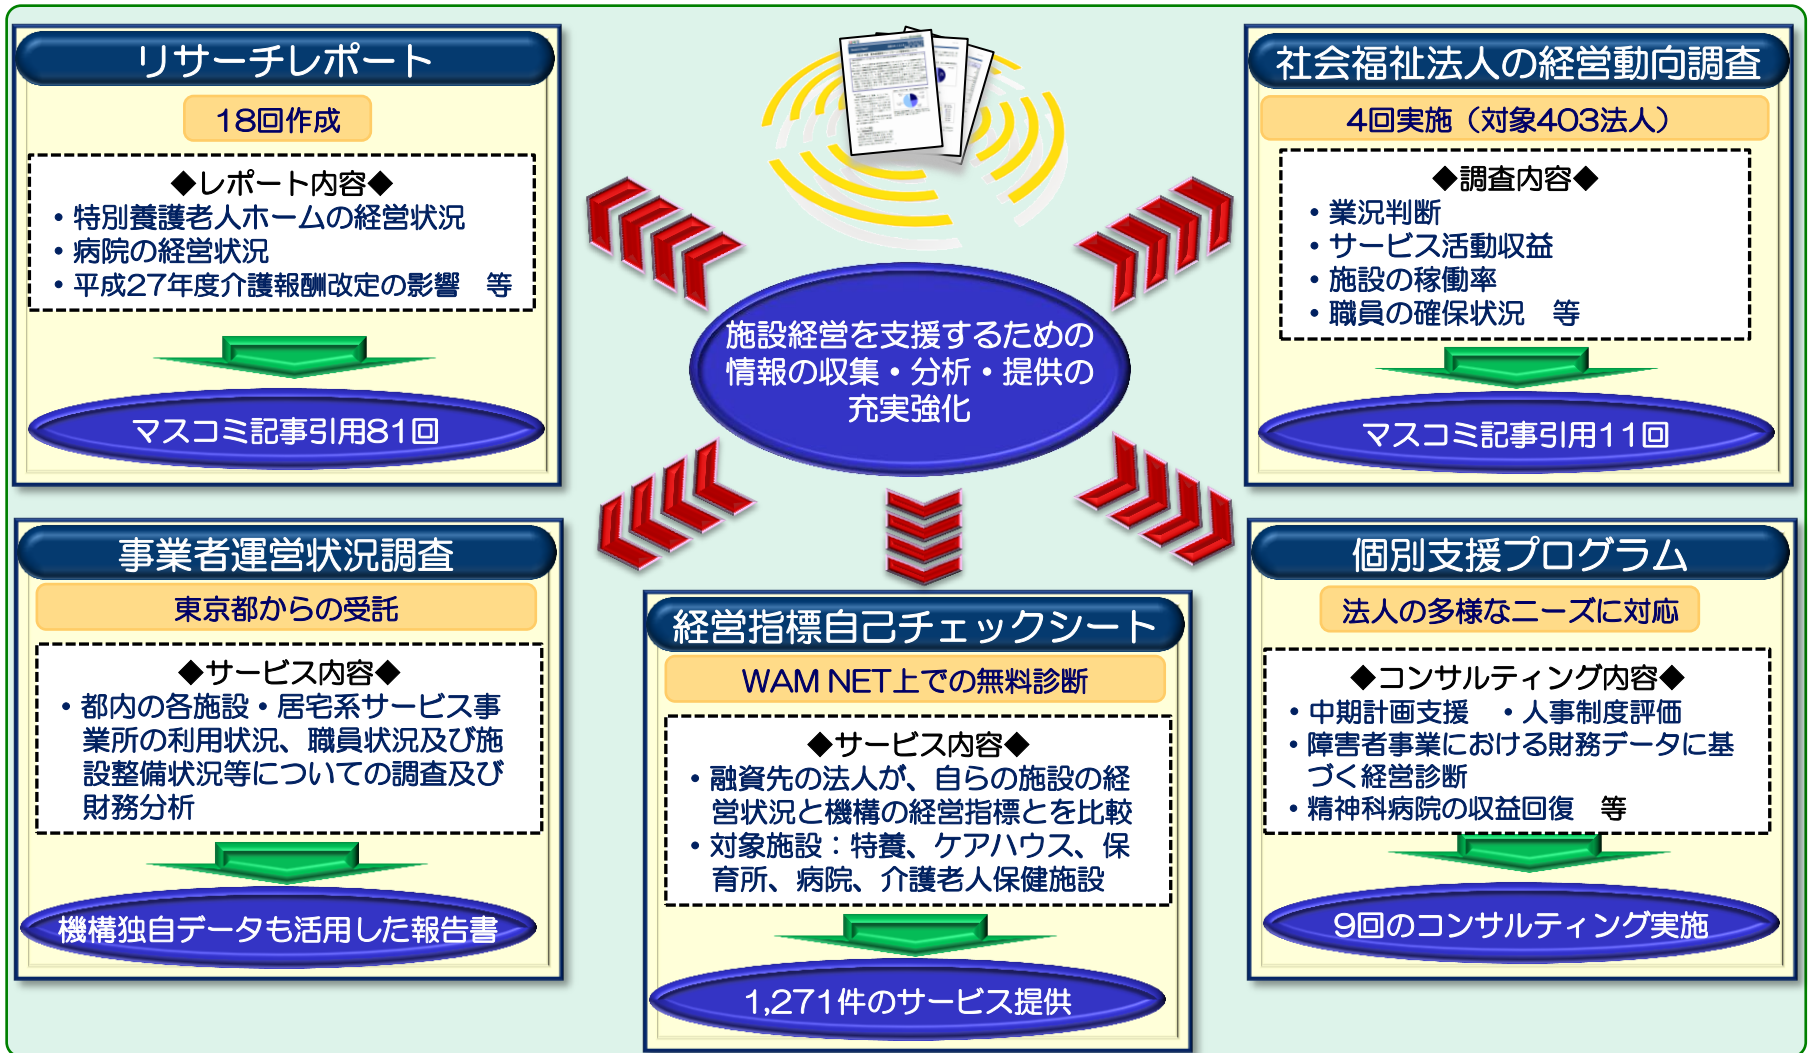 リサーチレポート
18回作成
◆レポート内容◆
・特別養護老人ホームの経営状況
・病院の経営状況
・平成27年度介護報酬改定の影響　等
マスコミ記事引用81回
社会福祉法人の経営動向調査
4回実施（対象403法人）
◆調査内容◆
・業況判断
・サービス活動収益
・施設の稼働率
・職員の確保状況　等
マスコミ記事引用11回
施設経営を支援するための
情報の収集・分析・提供の
充実強化
事業者運営状況調査
東京都からの受託
◆サービス内容◆
・都内の各施設・居宅系サービス事
業所の利用状況、職員状況及び施
設整備状況等についての調査及び
財務分析
機構独自データも活用した報告書
経営指標自己チェックシート
WAM NET上での無料診断
◆サービス内容◆
・融資先の法人が、自らの施設の経
営状況と機構の経営指標とを比較
・対象施設：特養、ケアハウス、保
育所、病院、介護老人保健施設
1,271件のサービス提供
個別支援プログラム
法人の多様なニーズに対応
◆コンサルティング内容◆
・中期計画支援　・人事制度評価
・障害者事業における財務データに基
づく経営診断
・精神科病院の収益回復　等
9回のコンサルティング実施